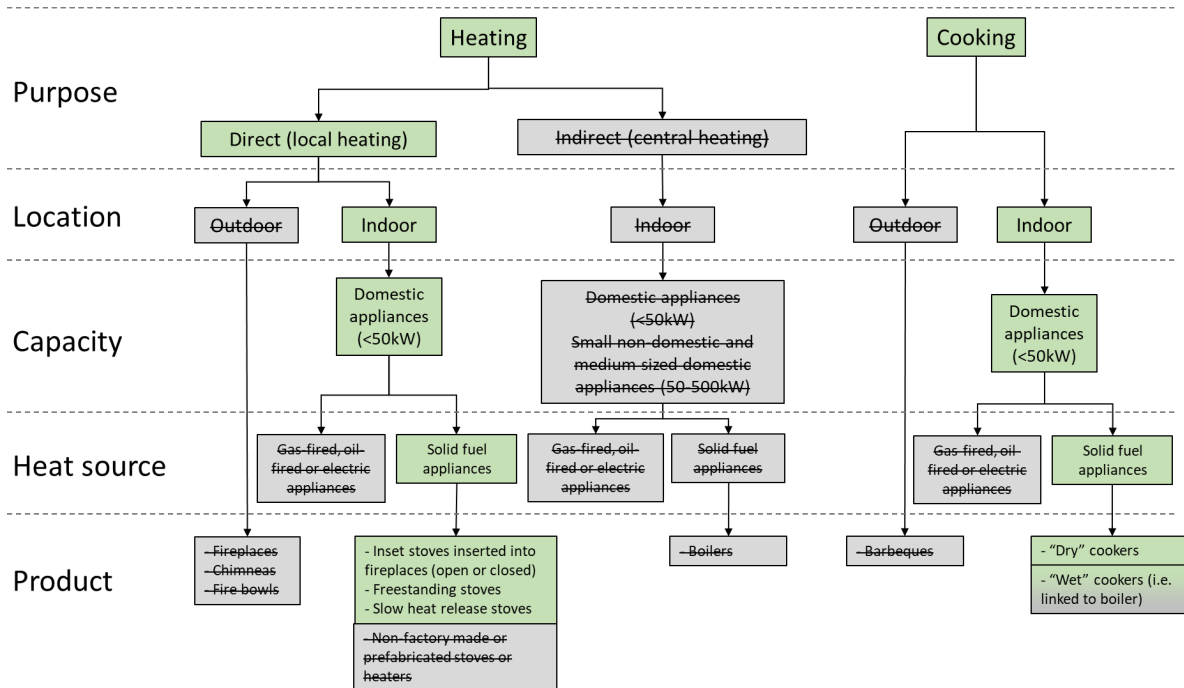 Heating
Cooking
Purpose
Direct (local heating)
Indirect (central heating)
Location
Outdoor
Indoor
Indoor
Outdoor
Indoor
Capacity
Domestic
appliances
(<50kW)
Domestic appliances
(<50kW)
Small non-domestic and
medium sized domestic
appliances (50-500kW)
Domestic
appliances
(<50kW)
Heat source
Gas-fired, oil-
fired or electric
appliances
Solid fuel
appliances
Gas-fired, oil-
fired or electric
appliances
Solid fuel
appliances
Gas-fired, oil-
fired or electric
appliances
Solid fuel
appliances
Product
- Fireplaces
- Chimneas
- Fire bowls
- Inset stoves inserted into
fireplaces (open or closed)
- Freestanding stoves
- Slow heat release stoves
- Non-factory made or
prefabricated stoves or
heaters
- Boilers
- Barbeques
- “Dry” cookers
- “Wet” cookers (i.e.
linked to boiler)